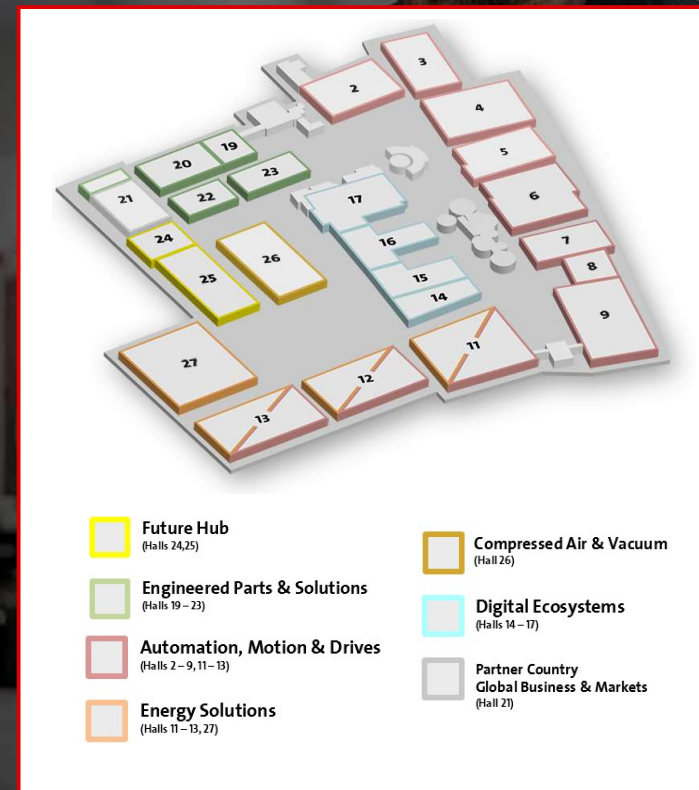 3
2
4
19
20
5
23
21
22
17
6
24
16
7
26
25
15
8
14
9
11
27
12
13
Future Hub
(Halls 24,25)
Engineered Parts & Solutions
(Halls 19 – 23)
Automation, Motion & Drives
(Halls 2 – 9, 11 – 13)
Energy Solutions
(Halls 11 – 13, 27)
Compressed Air & Vacuum
(Hall 26)
Digital Ecosystems
(Halls 14 – 17)
Partner Country
Global Business & Markets
(Hall 21)